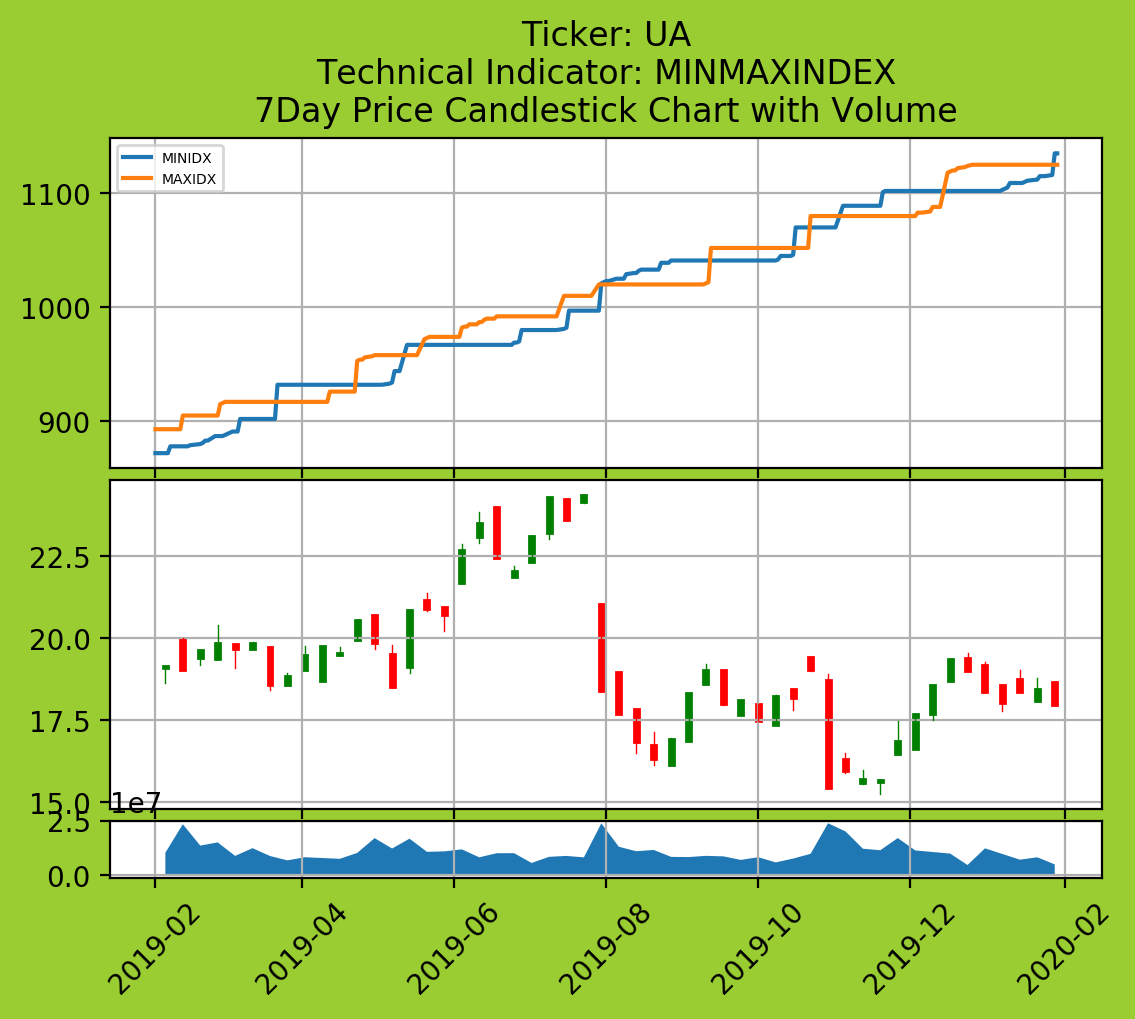 Ticker: UA
Technical Indicator: MINMAXINDEX
7Day Price Candlestick Chart with Volume
MINIDX
MAXIDX
1100
1000
900
22.5
20.0
17.5
15.0
1e7
2.5
0.0
2019-02
2019-04
2019-06
2019-08
2019-10
2019-12
2020-02